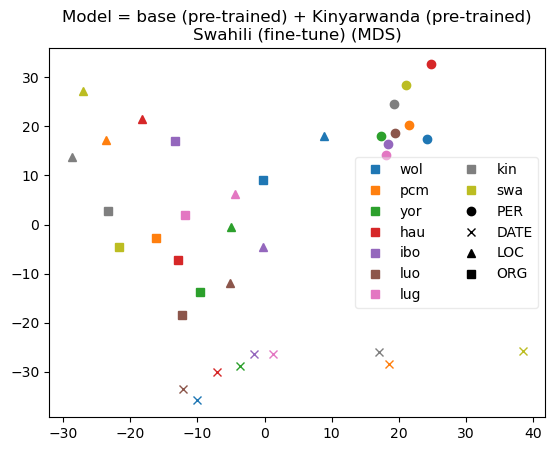 Model = base (pre-trained) + Kinyarwanda (pre-trained)
Swahili (fine-tune) (MDS)
30
20
10
0
−10
−20
−30
−30 −20 −10 0 10 20 30 40
wol kin
pcm swa
yor PER
hau DATE
ibo LOC
luo ORG
lug